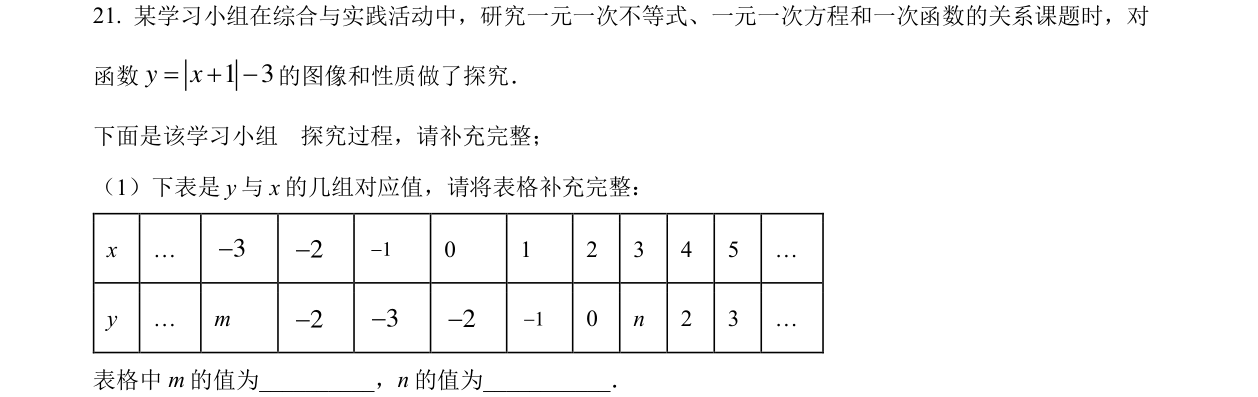 21. 某学习小组在综合与实践活动中，研究一元一次不等式、一元一次方程和一次函数的关系课题时，对
函数 y=|x+1|−3 的图像和性质做了探究．
下面是该学习小组 探究过程，请补充完整；
（1）下表是 y 与 x 的几组对应值，请将表格补充完整：
x … −3 −2 −1 0 1 2 3 4 5 …
y … m −2 −3 −2 −1 0 n 2 3 …
表格中 m 的值为__________，n 的值为___________．